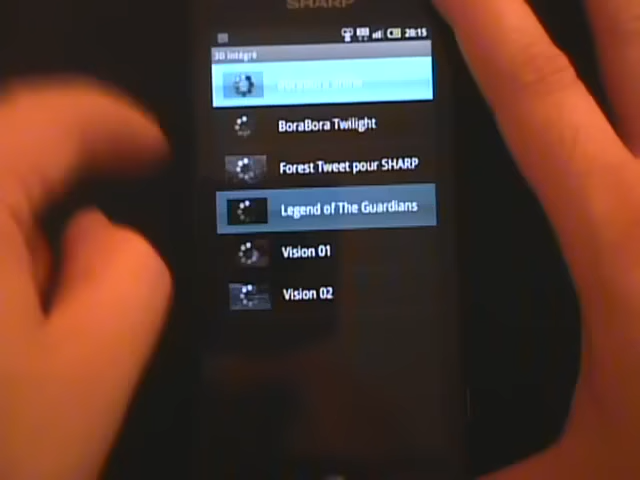 SHARP
20:15
3D intégré
BoraBora Twilight
Forest Tweet pour SHARP
Legend of The Guardians
Vision 01
Vision 02